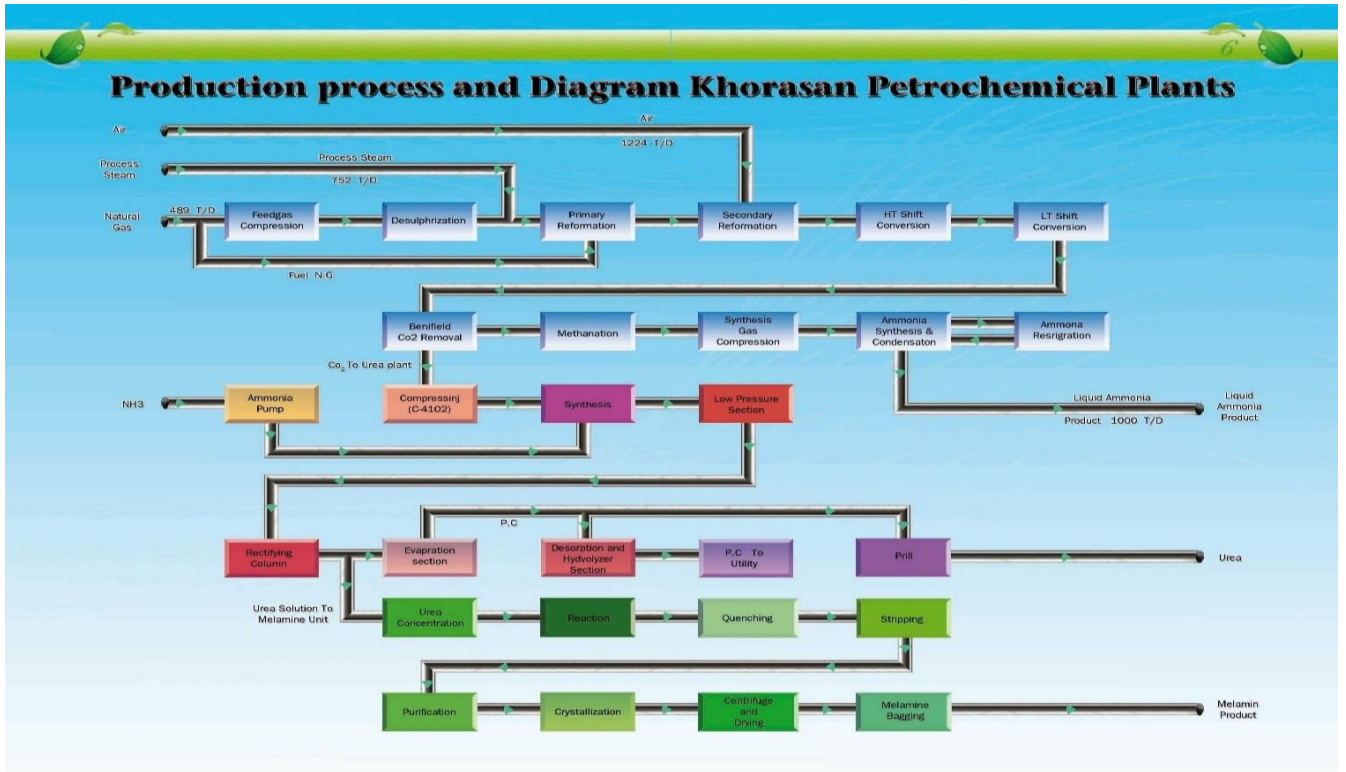 6
Production process and Diagram Khorasan Petrochemical Plants
Air
Air
1224 T/D
Process
Steam
Process Steam
752 T/D
Natural
Gas
489 T/D
Feedgas
Compression
Desulphrization
Primary
Reformation
Secondary
Reformation
HT Shift
Conversion
LT Shift
Conversion
Fuel N.G.
Benifield
Co2 Removal
Methanation
Synthesis
Gas
Compression
Ammonia
Synthesis &
Condensaton
Ammona
Resrigration
Co2 To Urea plant
NH3
Ammonia
Pump
Compressinj
(C-4102)
Synthesis
Low Pressure
Section
Liquid Ammonia
Product 1000 T/D
Liquid
Ammonia
Product
P.C
Rectifying
Column
Evapration
section
Desorption and
Hydvolyzer
Section
P.C To
Utility
Prill
Urea
Urea Solution To
Melamine Unit
Urea
Concentration
Reaction
Quenching
Stripping
Purification
Crystallization
Centrifuge
and
Drying
Melamine
Bagging
Melamin
Product